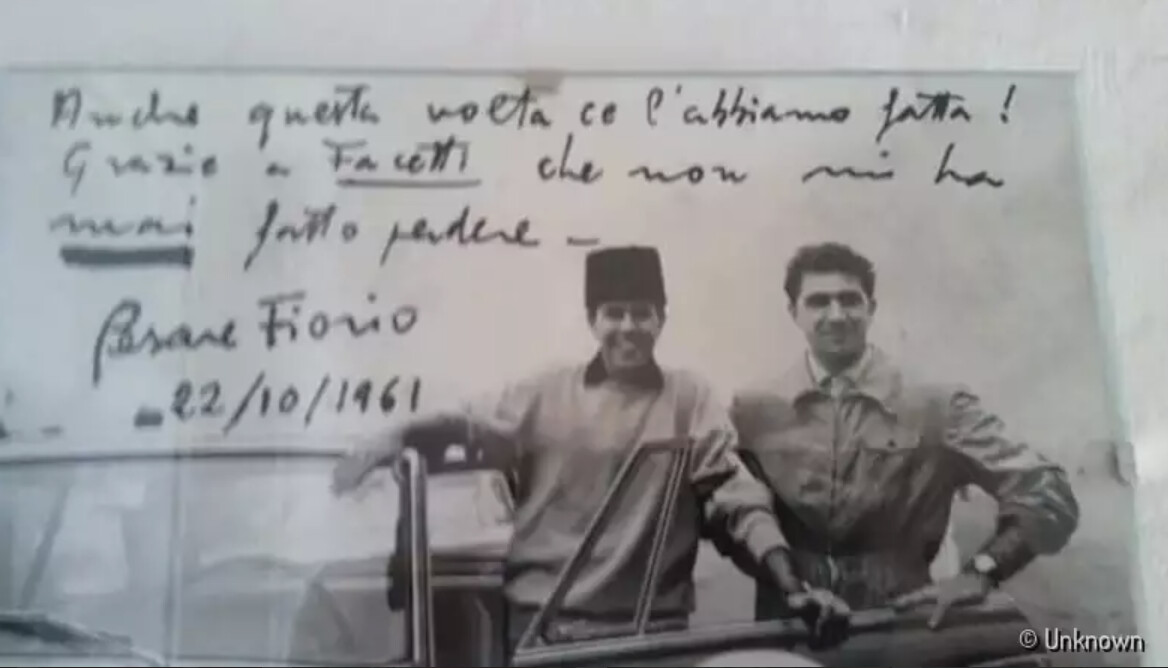 Anche questa volta ce l'abbiamo fatta!
Grazie a Facetti che non mi ha
mai fatto perdere -
Cesare Fiorio
22/10/1961
© Unknown